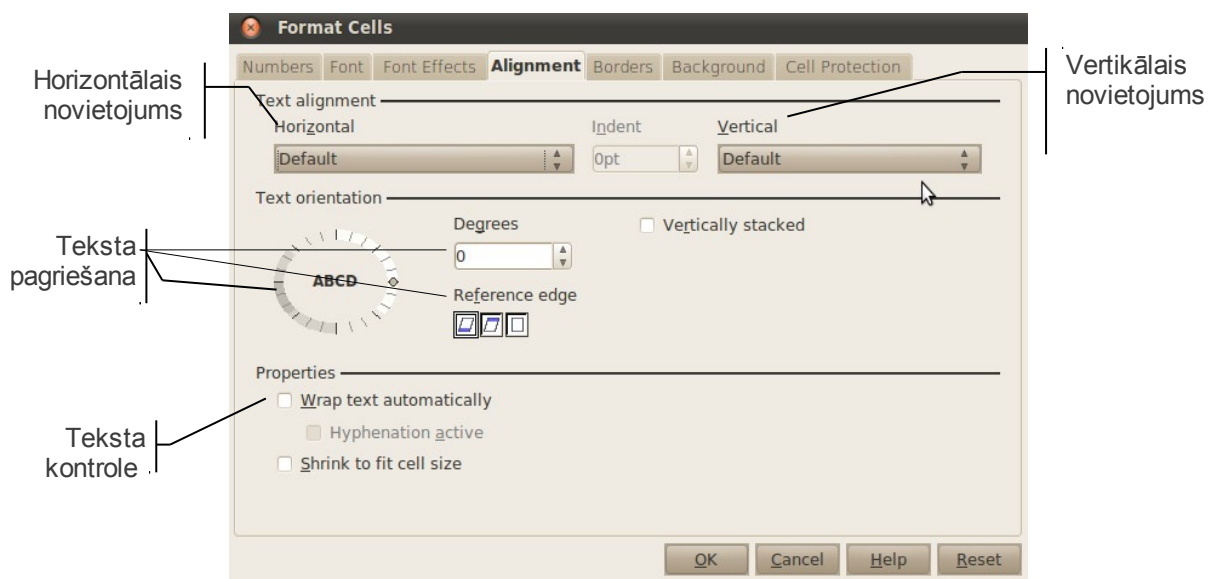 Format Cells
Numbers Font Font Effects Alignment Borders Background Cell Protection
Horizontālais
novietojums
Vertikālais
novietojums
Text alignment
Horizontal Indent Vertical
Default 0pt Default
Text orientation
Teksta
pagriešana
Degrees Vertically stacked
0
ABCD
Reference edge
Properties
Wrap text automatically
Hyphenation active
Shrink to fit cell size
Teksta
kontrole
OK Cancel Help Reset